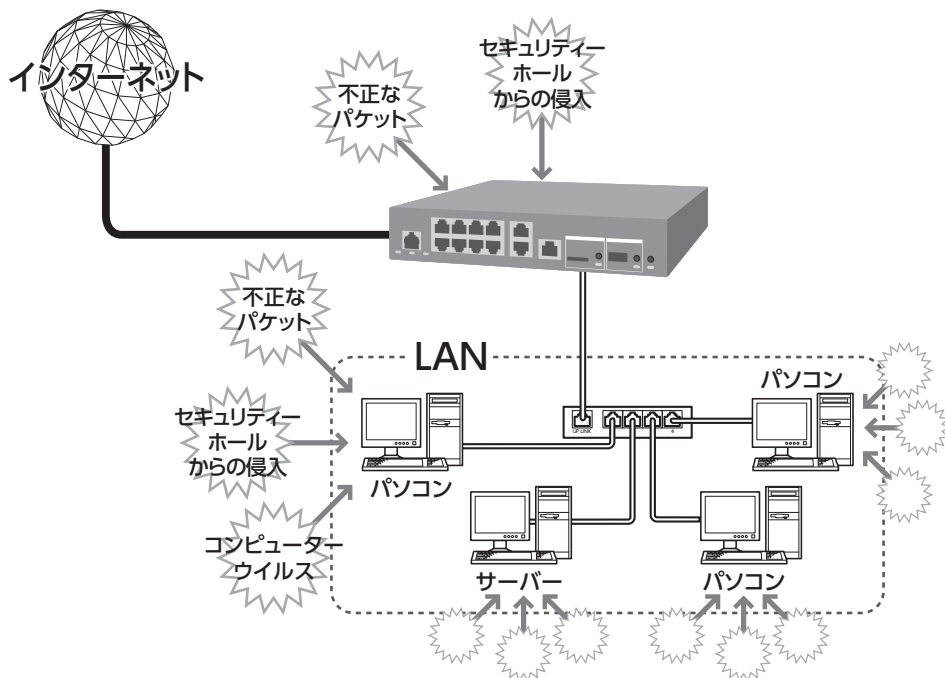 インターネット
不正な
パケット
セキュリティー
ホール
からの侵入
不正な
パケット
LAN
パソコン
セキュリティー
ホール
からの侵入
UP LINK
4
パソコン
コンピューター
ウイルス
サーバー
パソコン